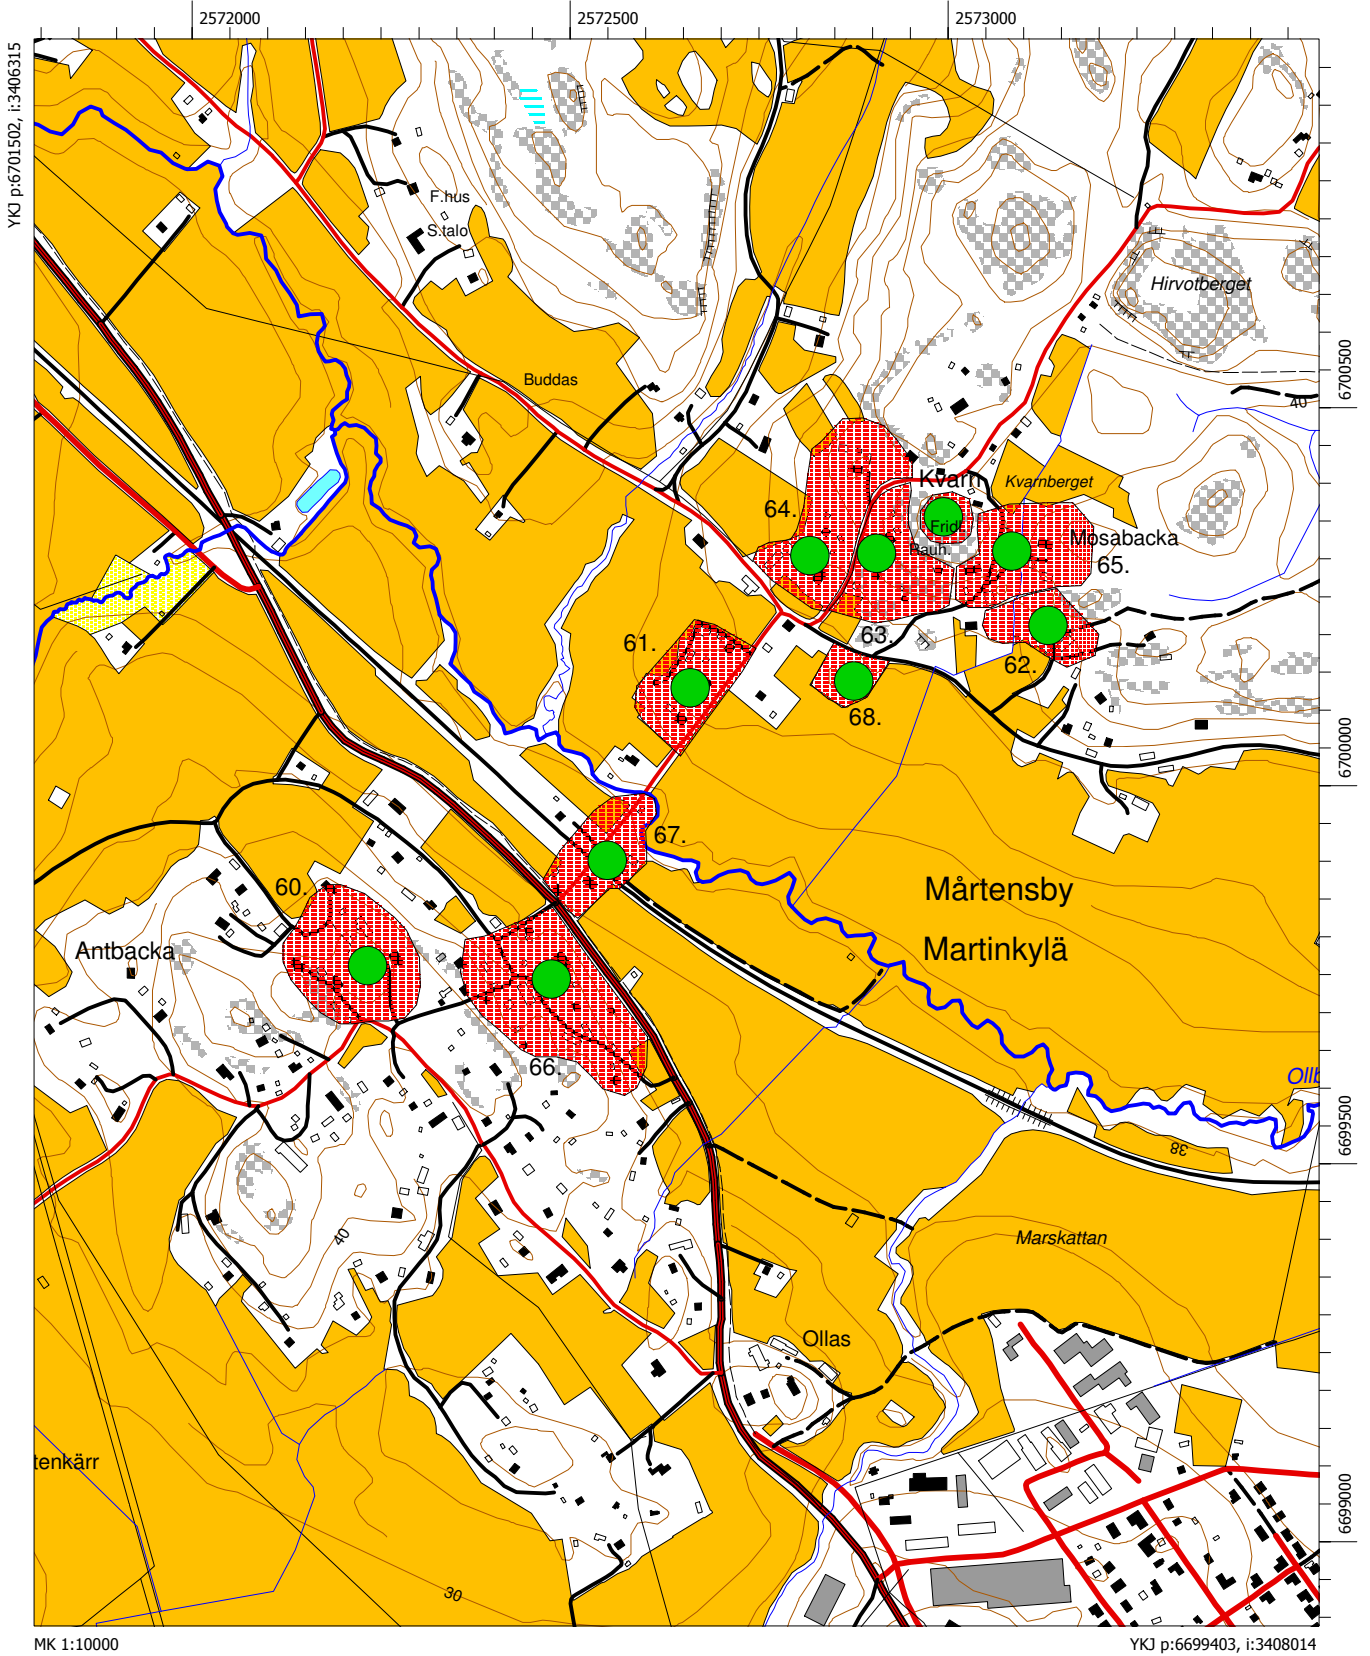 2572000
2572500
2573000
YKJ p:6701502, i:3406315
F.hus
S.talo
Hirvotberget
6700500
40
Buddas
Kvarn
Kvarnberget
64.
Frid
Mosabacka
Rauh.
65.
61.
63.
62.
68.
6700000
67.
60.
Mårtensby
Antbacka
Martinkylä
66.
Ollb
6699500
38
40
Marskattan
Ollas
tenkärr
6699000
30
MK 1:10000
YKJ p:6699403, i:3408014